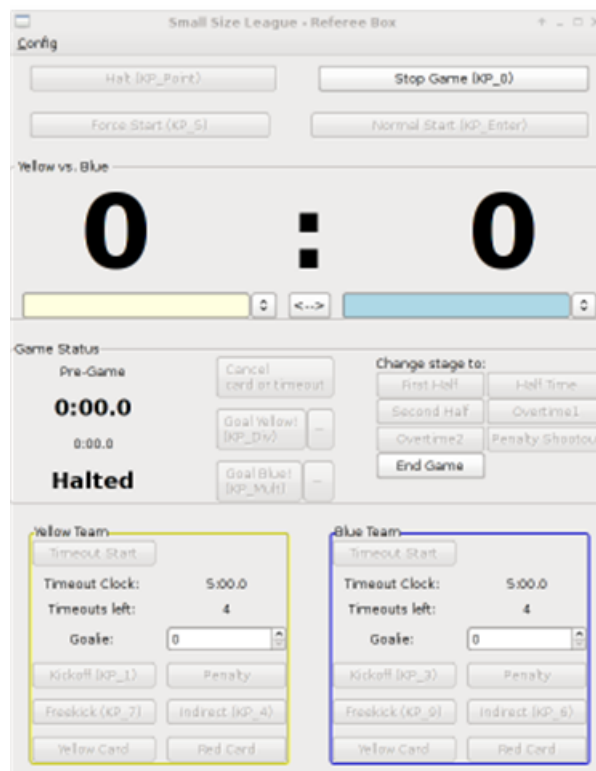 Small Size League - Referee Box
Config
Halt (KP_Point)
Stop Game (KP_0)
Force Start (KP_5)
Normal Start (KP_Enter)
Yellow vs. Blue
0 : 0
<-->
Game Status
Pre-Game
0:00.0
0:00.0
Halted
Cancel
card or timeout
Goal Yellow!
(KP_Div)
−
Goal Blue!
(KP_Mult)
−
Change stage to:
First Half
Half Time
Second Half
Overtime1
Overtime2
Penalty Shootou
End Game
Yellow Team
Timeout Start
Timeout Clock: 5:00.0
Timeouts left: 4
Goalie: 0
Kickoff (KP_1)
Penalty
Freekick (KP_7)
Indirect (KP_4)
Yellow Card
Red Card
Blue Team
Timeout Start
Timeout Clock: 5:00.0
Timeouts left: 4
Goalie: 0
Kickoff (KP_3)
Penalty
Freekick (KP_9)
Indirect (KP_6)
Yellow Card
Red Card